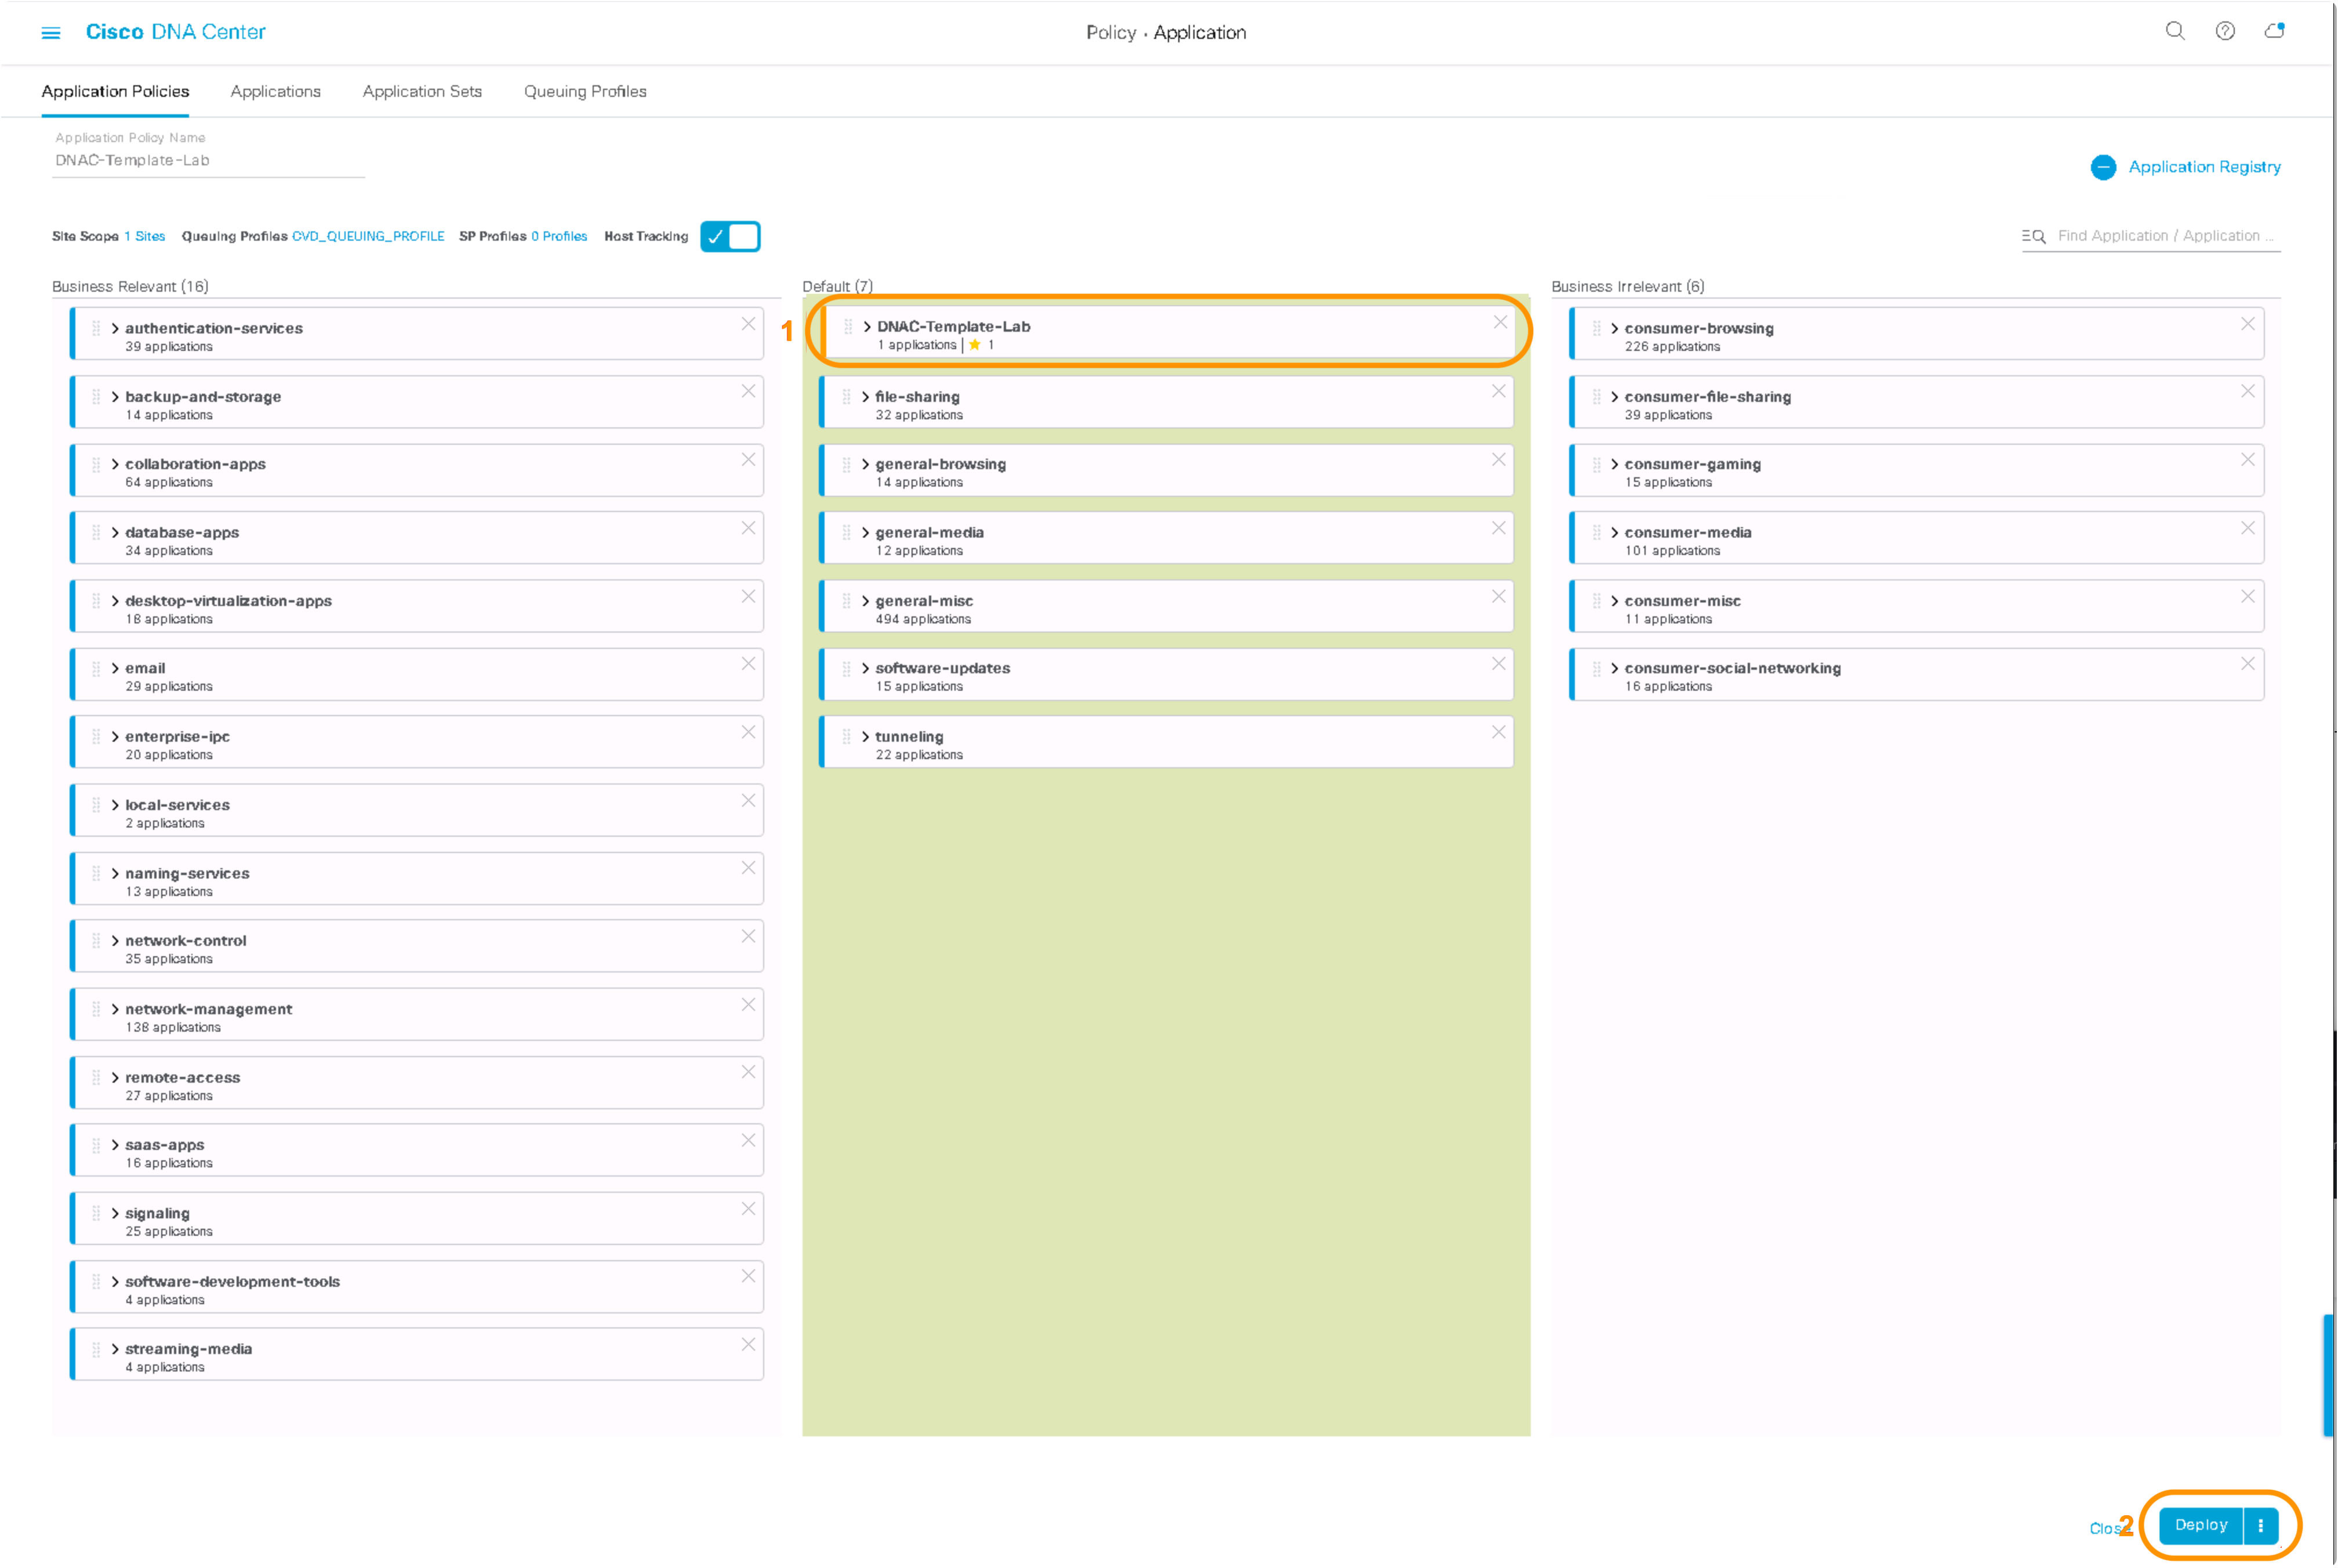 Cisco DNA Center
Policy · Application
Application Policies Applications Application Sets Queuing Profiles
Application Policy Name
DNAC-Template-Lab
Application Registry
Site Scope 1 Sites Queuing Profiles CVD_QUEUING_PROFILE SP Profiles 0 Profiles Host Tracking
Find Application / Application ...
Business Relevant (16)
authentication-services
39 applications
backup-and-storage
14 applications
collaboration-apps
64 applications
database-apps
34 applications
desktop-virtualization-apps
18 applications
email
29 applications
enterprise-ipc
20 applications
local-services
2 applications
naming-services
13 applications
network-control
35 applications
network-management
138 applications
remote-access
27 applications
saas-apps
16 applications
signaling
25 applications
software-development-tools
4 applications
streaming-media
4 applications
Default (7)
1
DNAC-Template-Lab
1 applications | 1
file-sharing
32 applications
general-browsing
14 applications
general-media
12 applications
general-misc
494 applications
software-updates
15 applications
tunneling
22 applications
Business Irrelevant (6)
consumer-browsing
226 applications
consumer-file-sharing
39 applications
consumer-gaming
15 applications
consumer-media
101 applications
consumer-misc
11 applications
consumer-social-networking
16 applications
Close 2 Deploy